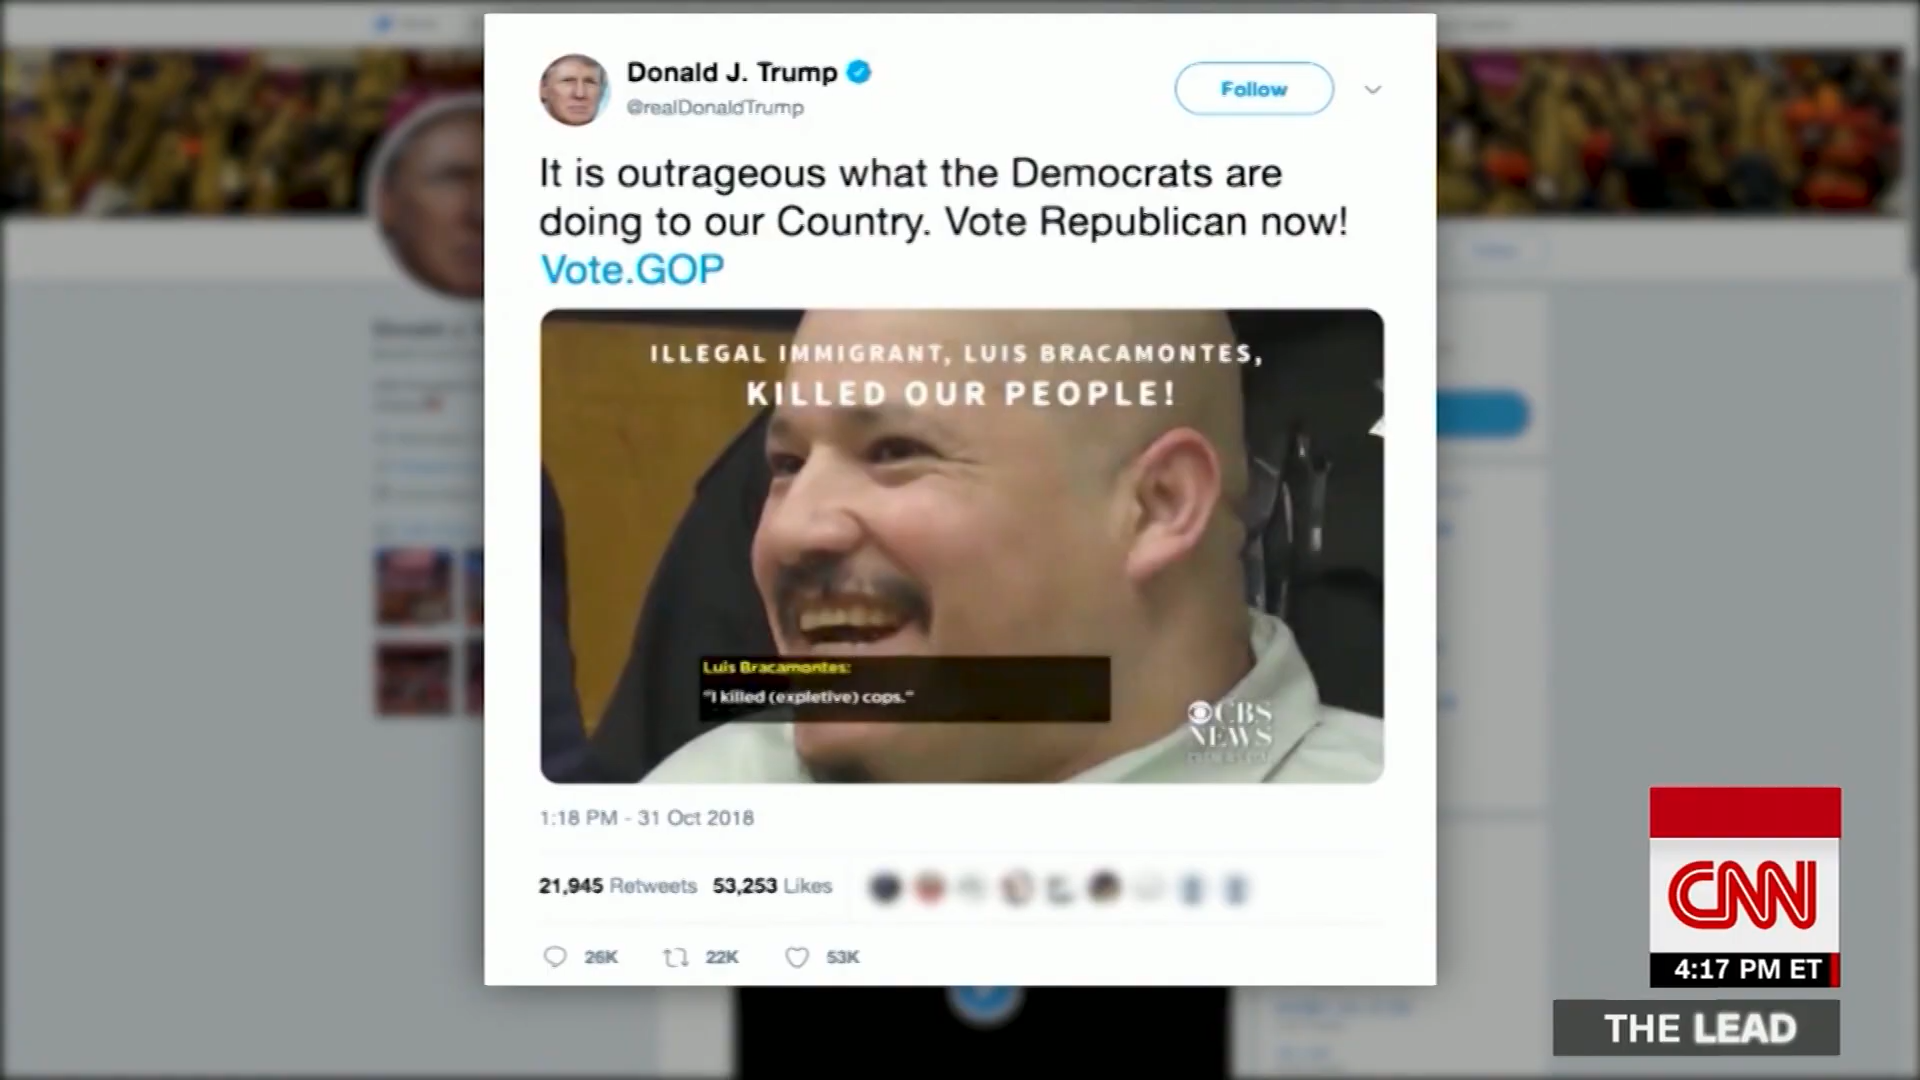 Donald J. Trump
@realDonaldTrump
Follow
It is outrageous what the Democrats are
doing to our Country. Vote Republican now!
Vote.GOP
ILLEGAL IMMIGRANT, LUIS BRACAMONTES,
KILLED OUR PEOPLE!
Luis Bracamontes:
"I killed (expletive) cops."
CBS
NEWS
1:18 PM - 31 Oct 2018
21,945 Retweets 53,253 Likes
26K 22K 53K
CNN
4:17 PM ET
THE LEAD